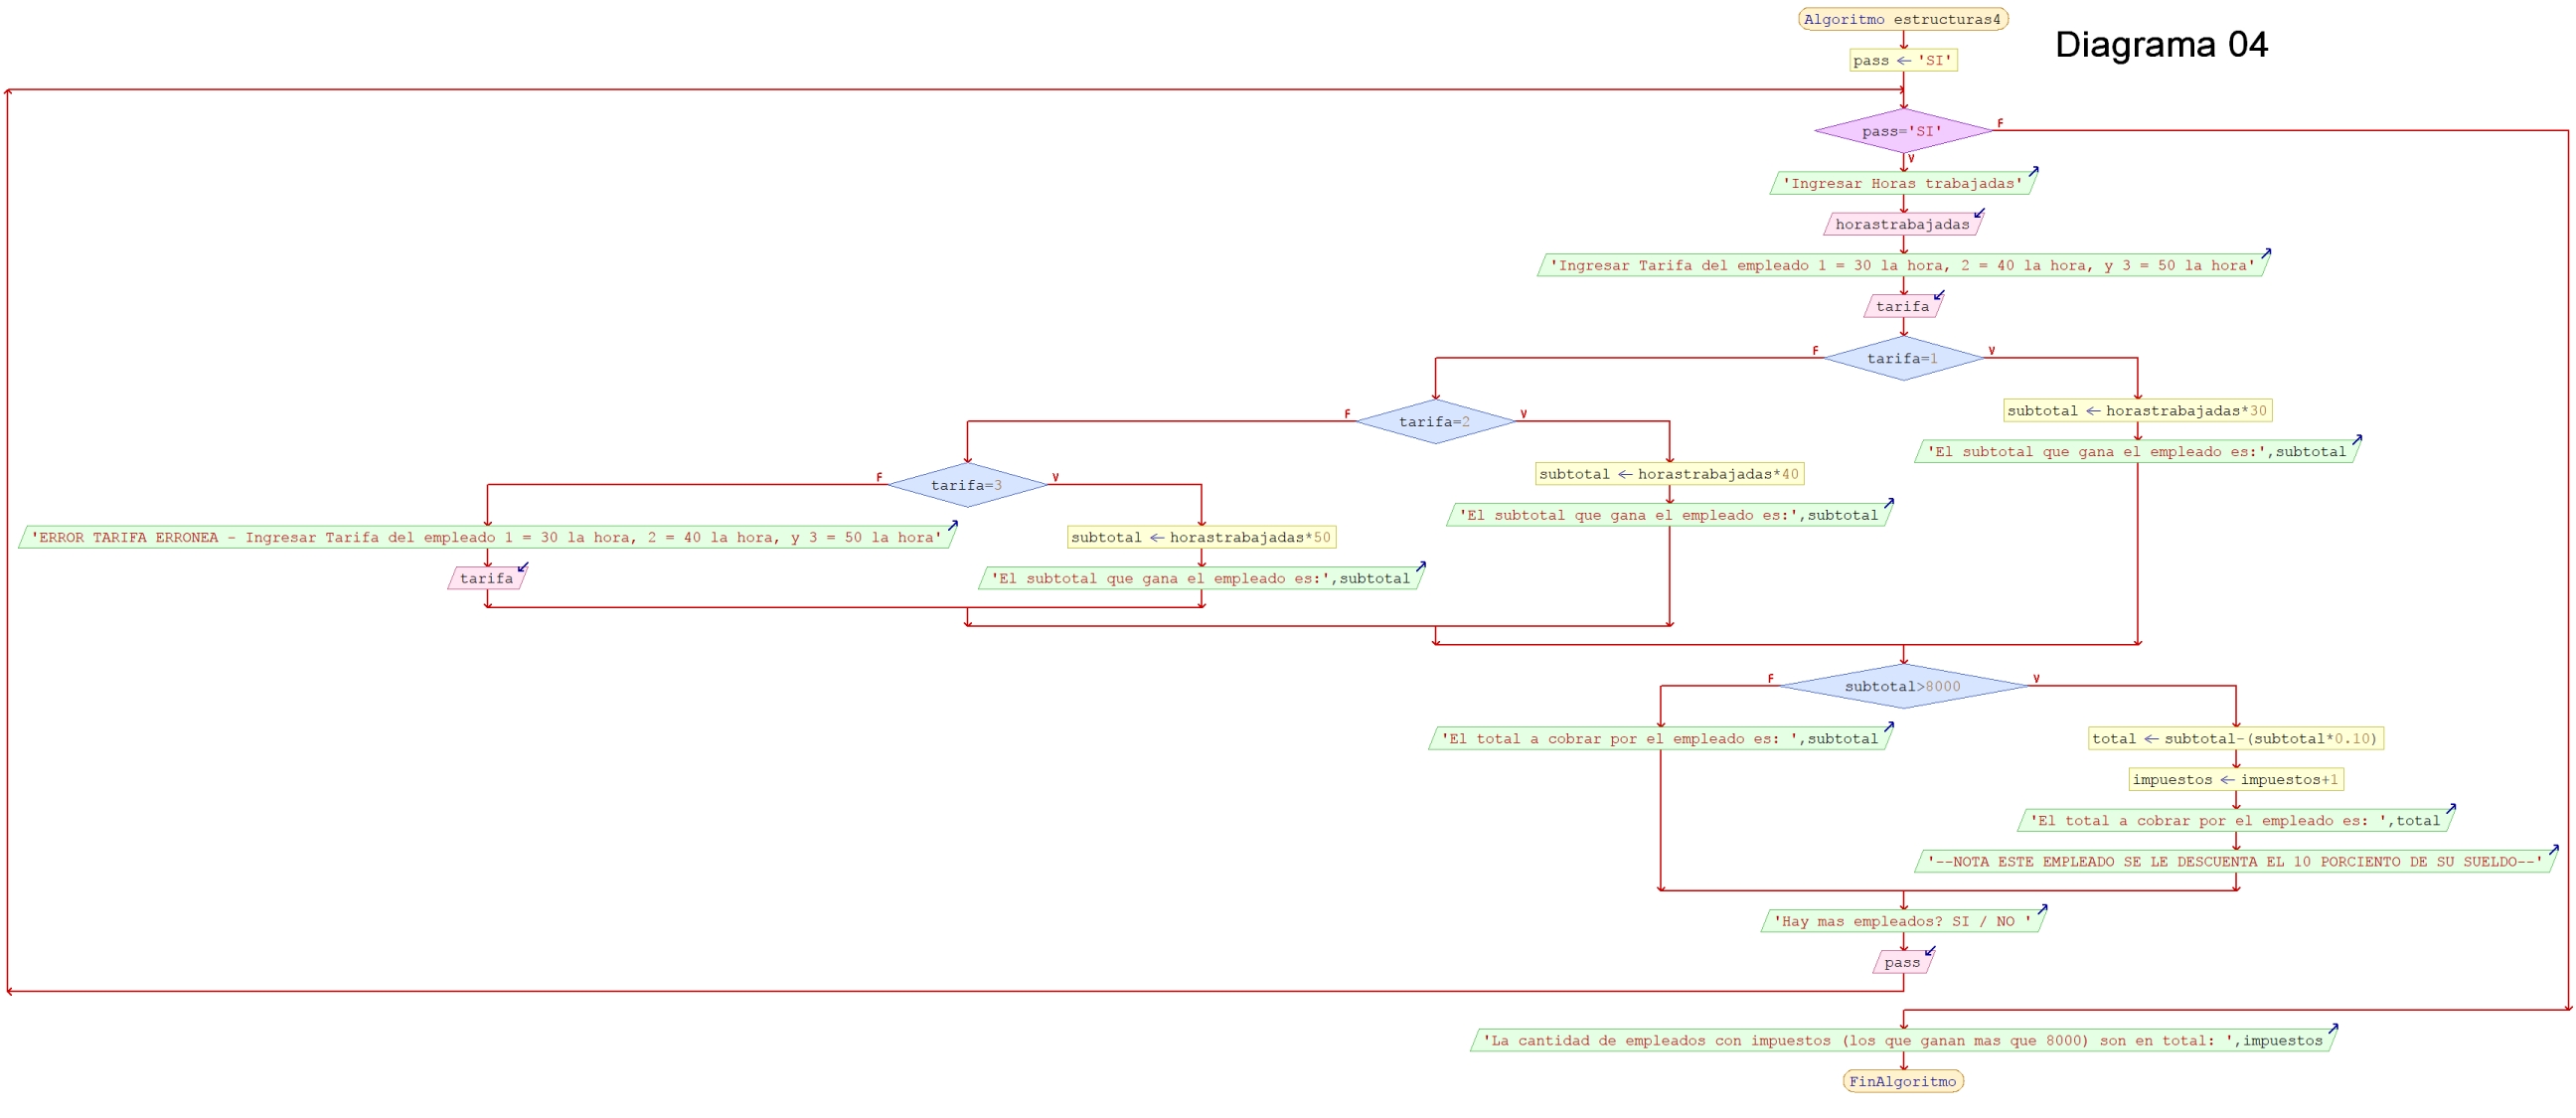 Algoritmo estructuras4
Diagrama 04
pass ← 'SI'
pass='SI'
F
V
'Ingresar Horas trabajadas'
horastrabajadas
'Ingresar Tarifa del empleado 1 = 30 la hora, 2 = 40 la hora, y 3 = 50 la hora'
tarifa
F
tarifa=1
V
F
tarifa=2
V
subtotal ← horastrabajadas*30
'El subtotal que gana el empleado es:',subtotal
F
tarifa=3
V
subtotal ← horastrabajadas*40
'El subtotal que gana el empleado es:',subtotal
'ERROR TARIFA ERRONEA - Ingresar Tarifa del empleado 1 = 30 la hora, 2 = 40 la hora, y 3 = 50 la hora'
subtotal ← horastrabajadas*50
tarifa
'El subtotal que gana el empleado es:',subtotal
F
subtotal>8000
V
'El total a cobrar por el empleado es: ',subtotal
total ← subtotal-(subtotal*0.10)
impuestos ← impuestos+1
'El total a cobrar por el empleado es: ',total
'--NOTA ESTE EMPLEADO SE LE DESCUENTA EL 10 PORCIENTO DE SU SUELDO--'
'Hay mas empleados? SI / NO '
pass
'La cantidad de empleados con impuestos (los que ganan mas que 8000) son en total: ',impuestos
FinAlgoritmo